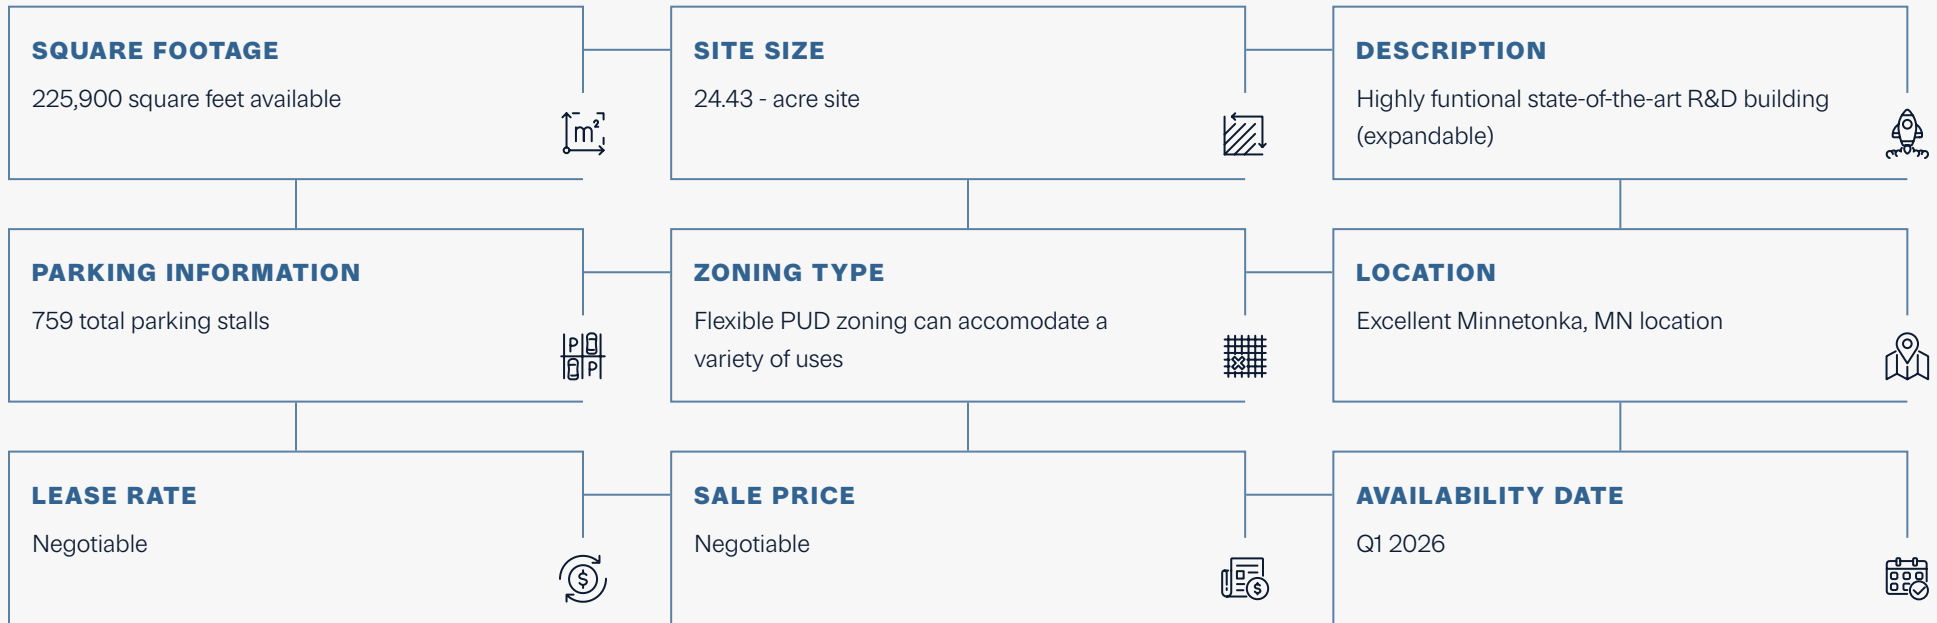 SQUARE FOOTAGE
225,900 square feet available
m²
SITE SIZE
24.43 - acre site
DESCRIPTION
Highly funtional state-of-the-art R&D building
(expandable)
PARKING INFORMATION
759 total parking stalls
P
P
ZONING TYPE
Flexible PUD zoning can accomodate a
variety of uses
LOCATION
Excellent Minnetonka, MN location
LEASE RATE
Negotiable
$
SALE PRICE
Negotiable
$
AVAILABILITY DATE
Q1 2026